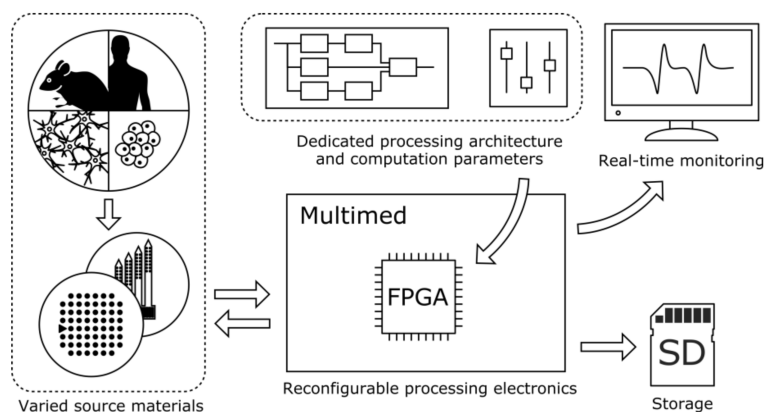 Dedicated processing architecture
and computation parameters
Real-time monitoring
Multimed
FPGA
SD
Reconfigurable processing electronics
Varied source materials
Storage